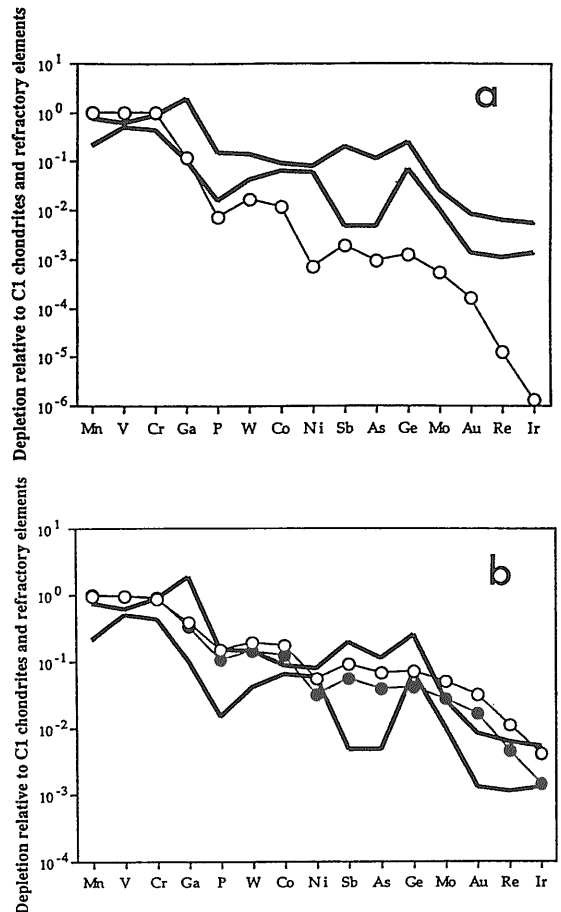 Depletion relative to C1 chondrites and refractory elements
a
10^1
10^0
10^-1
10^-2
10^-3
10^-4
10^-5
10^-6
Mn V Cr Ga P W Co Ni Sb As Ge Mo Au Re Ir
Depletion relative to C1 chondrites and refractory elements
b
10^1
10^0
10^-1
10^-2
10^-3
10^-4
Mn V Cr Ga P W Co Ni Sb As Ge Mo Au Re Ir